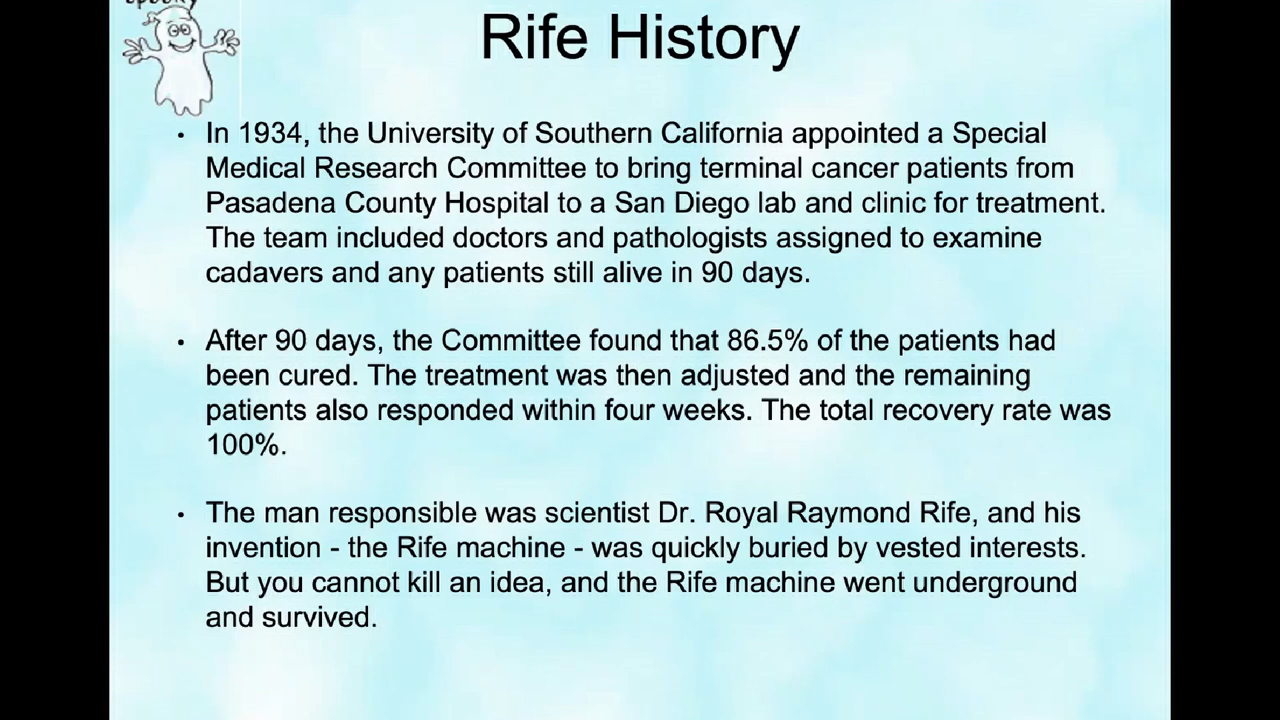 Rife History
• In 1934, the University of Southern California appointed a Special
Medical Research Committee to bring terminal cancer patients from
Pasadena County Hospital to a San Diego lab and clinic for treatment.
The team included doctors and pathologists assigned to examine
cadavers and any patients still alive in 90 days.
• After 90 days, the Committee found that 86.5% of the patients had
been cured. The treatment was then adjusted and the remaining
patients also responded within four weeks. The total recovery rate was
100%.
• The man responsible was scientist Dr. Royal Raymond Rife, and his
invention - the Rife machine - was quickly buried by vested interests.
But you cannot kill an idea, and the Rife machine went underground
and survived.